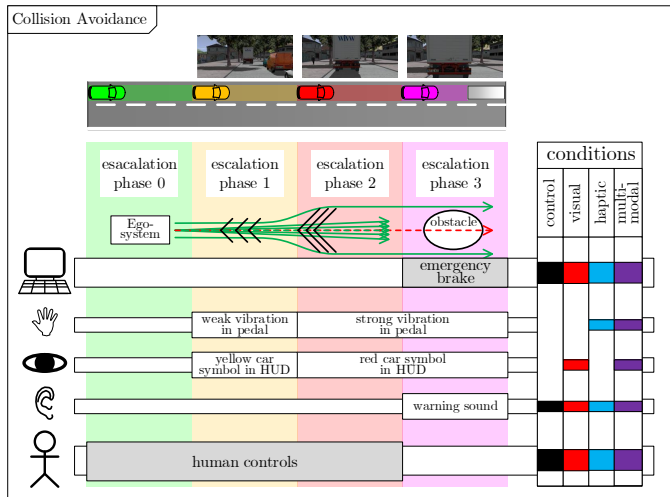 Collision Avoidance
esacalation
phase 0
escalation
phase 1
escalation
phase 2
escalation
phase 3
conditions
control
visual
haptic
multi-
modal
Ego-
system
obstacle
emergency
brake
weak vibration
in pedal
strong vibration
in pedal
yellow car
symbol in HUD
red car symbol
in HUD
warning sound
human controls